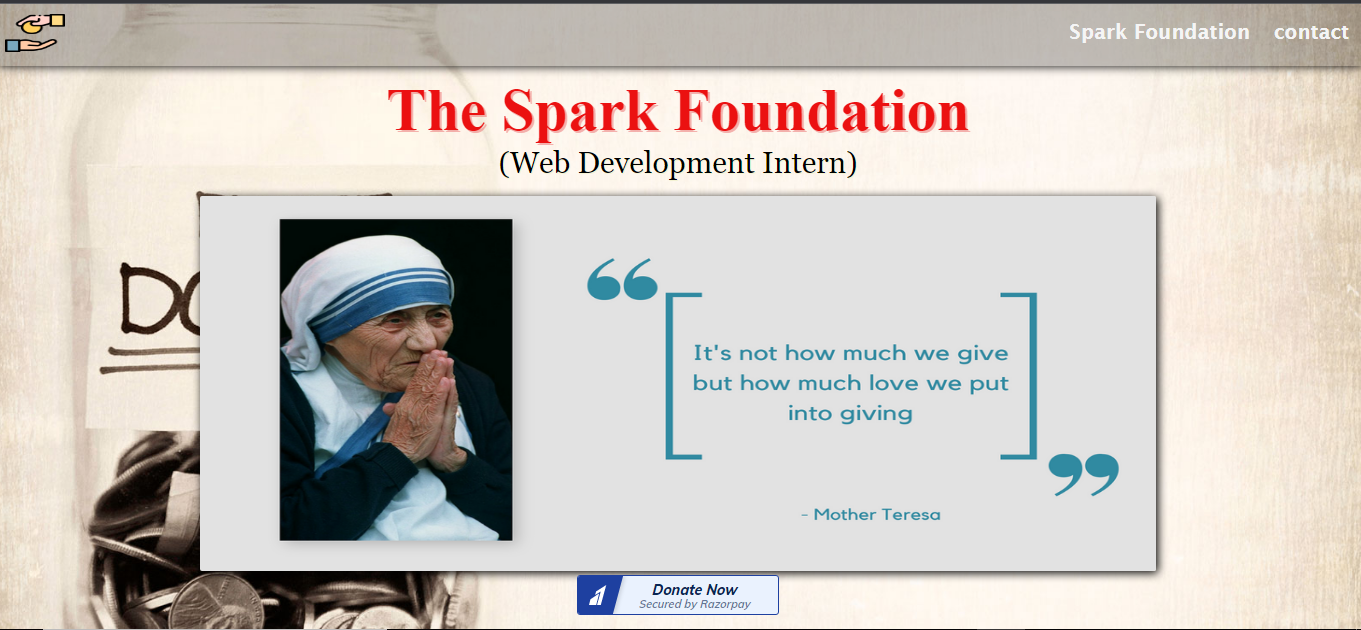 Spark Foundation contact
The Spark Foundation
(Web Development Intern)
DO
“
It's not how much we give
but how much love we put
into giving
”
- Mother Teresa
Donate Now
Secured by Razorpay